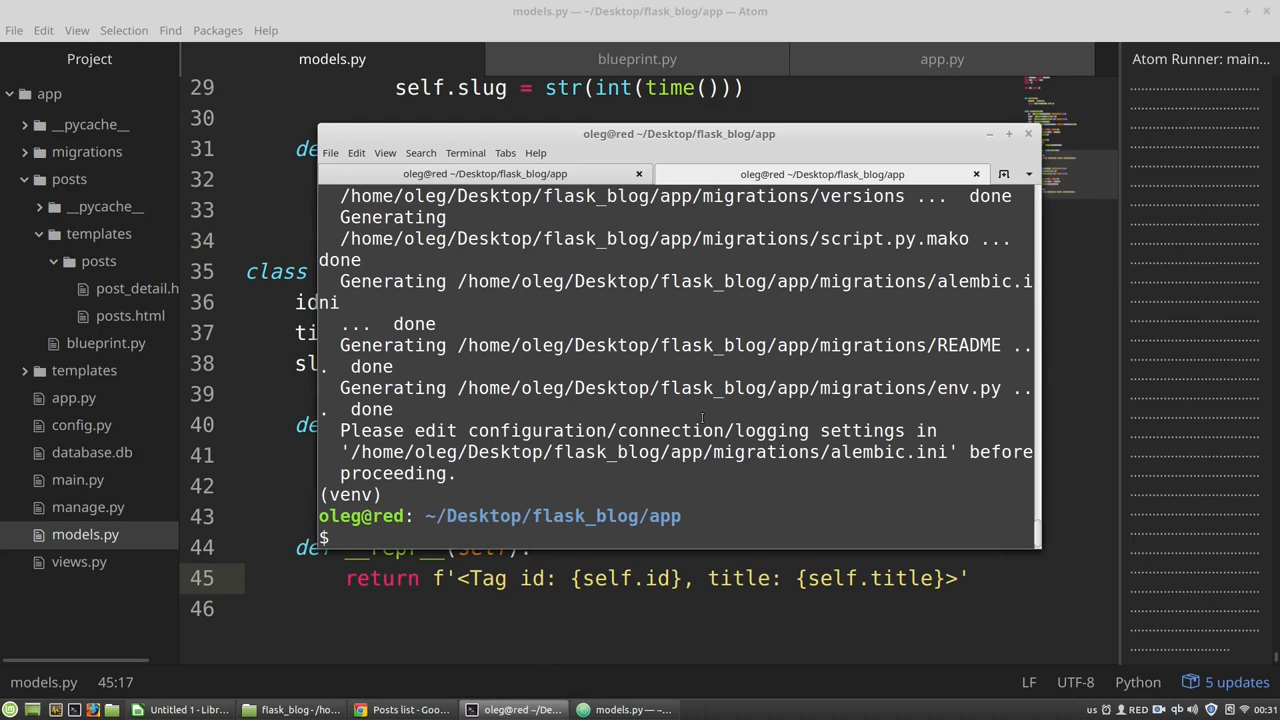 models.py — ~/Desktop/flask_blog/app — Atom
File Edit View Selection Find Packages Help
Project
models.py
blueprint.py
app.py
Atom Runner: main...
app
__pycache__
migrations
posts
__pycache__
templates
posts
post_detail.h
posts.html
blueprint.py
templates
app.py
config.py
database.db
main.py
manage.py
models.py
views.py
29 self.slug = str(int(time()))
30
31 de
32
33
34
35 class
36 id
37 ti
38 sl
39
40 de
41
42
43
44 def __repr__(self):
45 return f'<Tag id: {self.id}, title: {self.title}>'
46
oleg@red ~/Desktop/flask_blog/app
File Edit View Search Terminal Tabs Help
oleg@red ~/Desktop/flask_blog/app
oleg@red ~/Desktop/flask_blog/app
/home/oleg/Desktop/flask_blog/app/migrations/versions ... done
Generating
/home/oleg/Desktop/flask_blog/app/migrations/script.py.mako ...
done
Generating /home/oleg/Desktop/flask_blog/app/migrations/alembic.i
ni
... done
Generating /home/oleg/Desktop/flask_blog/app/migrations/README ..
. done
Generating /home/oleg/Desktop/flask_blog/app/migrations/env.py ..
. done
Please edit configuration/connection/logging settings in
'/home/oleg/Desktop/flask_blog/app/migrations/alembic.ini' before
proceeding.
(venv)
oleg@red: ~/Desktop/flask_blog/app
$
models.py 45:17
LF UTF-8 Python 5 updates
Untitled 1 - Libr...
flask_blog - /ho...
Posts list - Goo...
oleg@red ~/De...
models.py — ~...
us RED 00:31